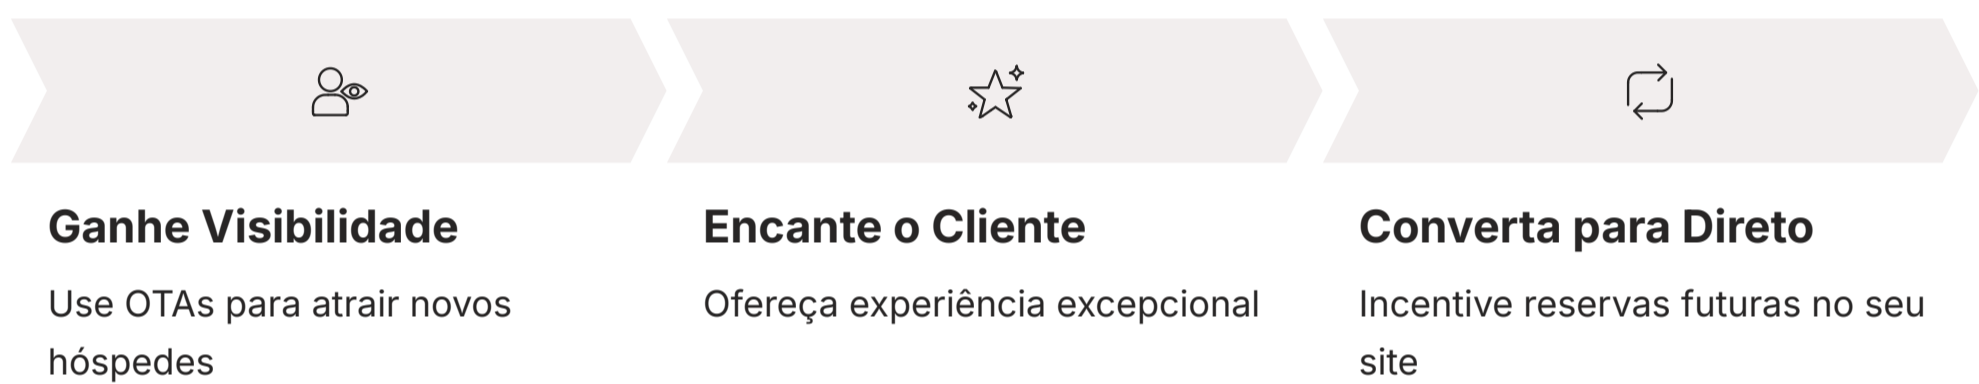 Ganhe Visibilidade
Use OTAs para atrair novos
hóspedes
Encante o Cliente
Ofereça experiência excepcional
Converta para Direto
Incentive reservas futuras no seu
site